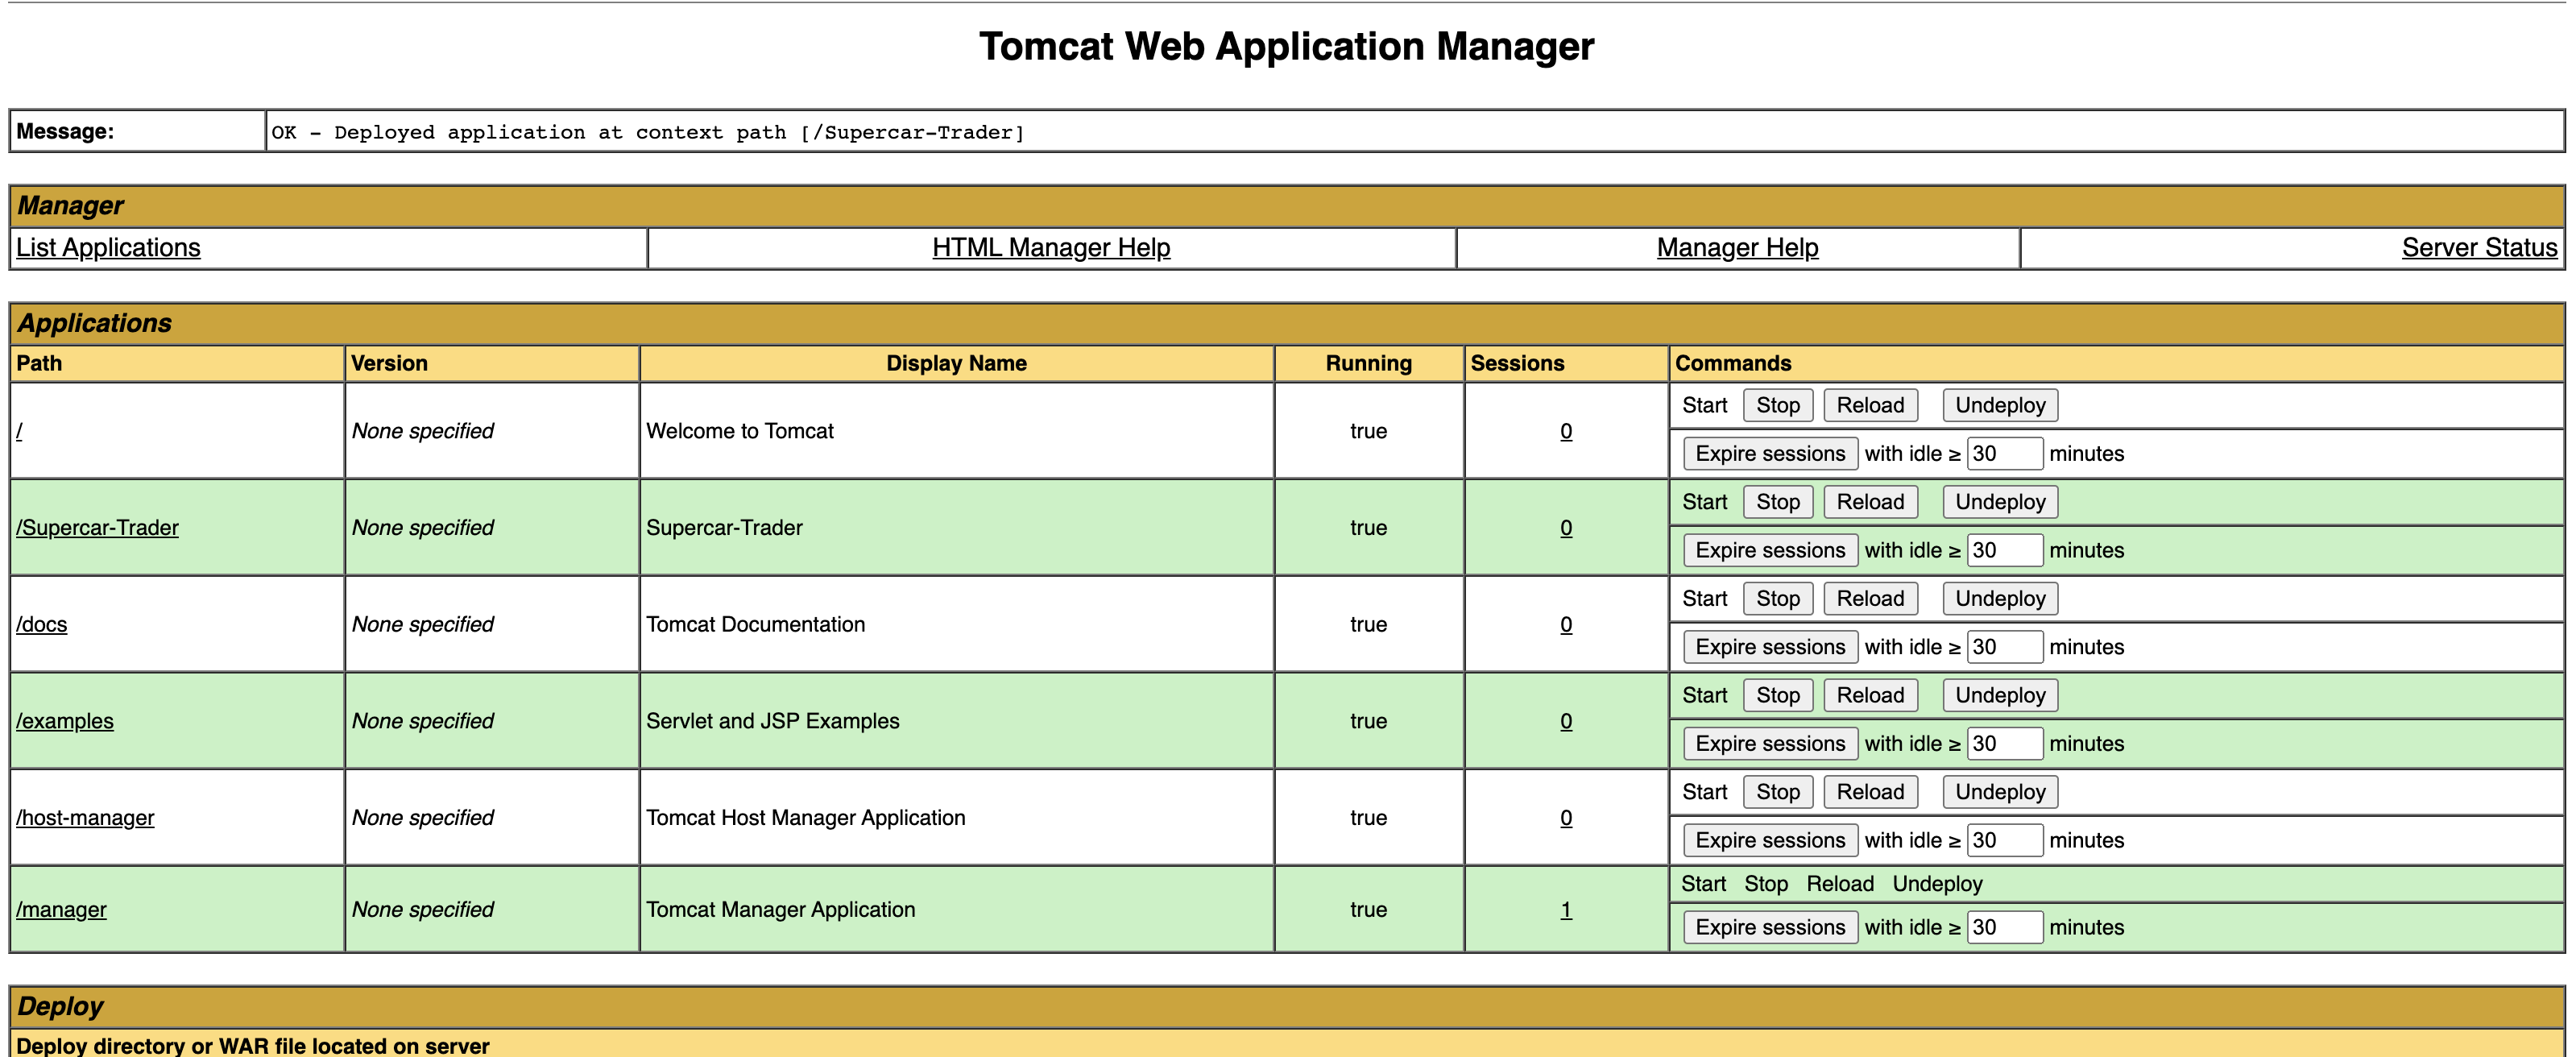 Tomcat Web Application Manager
Message: OK - Deployed application at context path [/Supercar-Trader]
Manager
List Applications HTML Manager Help Manager Help Server Status
Applications
Path Version Display Name Running Sessions Commands
/ None specified Welcome to Tomcat true 0 Start Stop Reload Undeploy
Expire sessions with idle ≥ 30 minutes
/Supercar-Trader None specified Supercar-Trader true 0 Start Stop Reload Undeploy
Expire sessions with idle ≥ 30 minutes
/docs None specified Tomcat Documentation true 0 Start Stop Reload Undeploy
Expire sessions with idle ≥ 30 minutes
/examples None specified Servlet and JSP Examples true 0 Start Stop Reload Undeploy
Expire sessions with idle ≥ 30 minutes
/host-manager None specified Tomcat Host Manager Application true 0 Start Stop Reload Undeploy
Expire sessions with idle ≥ 30 minutes
/manager None specified Tomcat Manager Application true 1 Start Stop Reload Undeploy
Expire sessions with idle ≥ 30 minutes
Deploy
Deploy directory or WAR file located on server